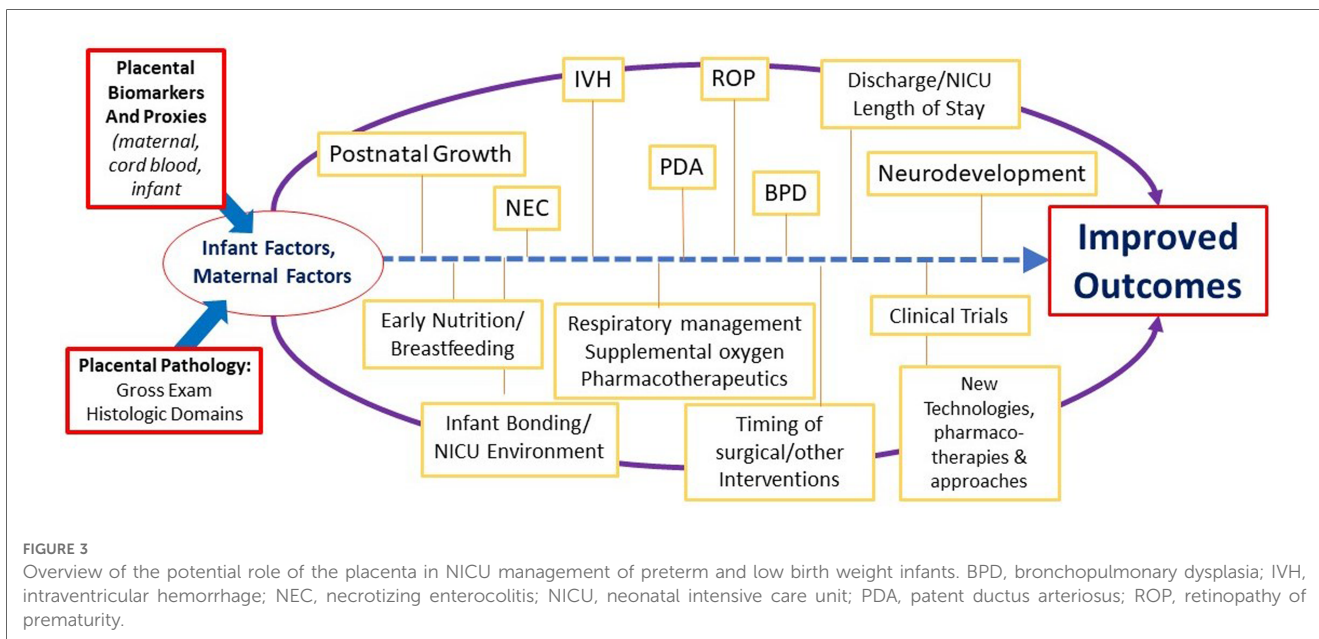 Placental
Biomarkers
And Proxies
(maternal,
cord blood,
infant
Infant Factors,
Maternal Factors
Placental Pathology:
Gross Exam
Histologic Domains
Postnatal Growth
NEC
IVH
PDA
ROP
BPD
Discharge/NICU
Length of Stay
Neurodevelopment
Early Nutrition/
Breastfeeding
Infant Bonding/
NICU Environment
Respiratory management
Supplemental oxygen
Pharmacotherapeutics
Timing of
surgical/other
Interventions
Clinical Trials
New
Technologies,
pharmaco-
therapies &
approaches
Improved
Outcomes
FIGURE 3
Overview of the potential role of the placenta in NICU management of preterm and low birth weight infants. BPD, bronchopulmonary dysplasia; IVH,
intraventricular hemorrhage; NEC, necrotizing enterocolitis; NICU, neonatal intensive care unit; PDA, patent ductus arteriosus; ROP, retinopathy of
prematurity.